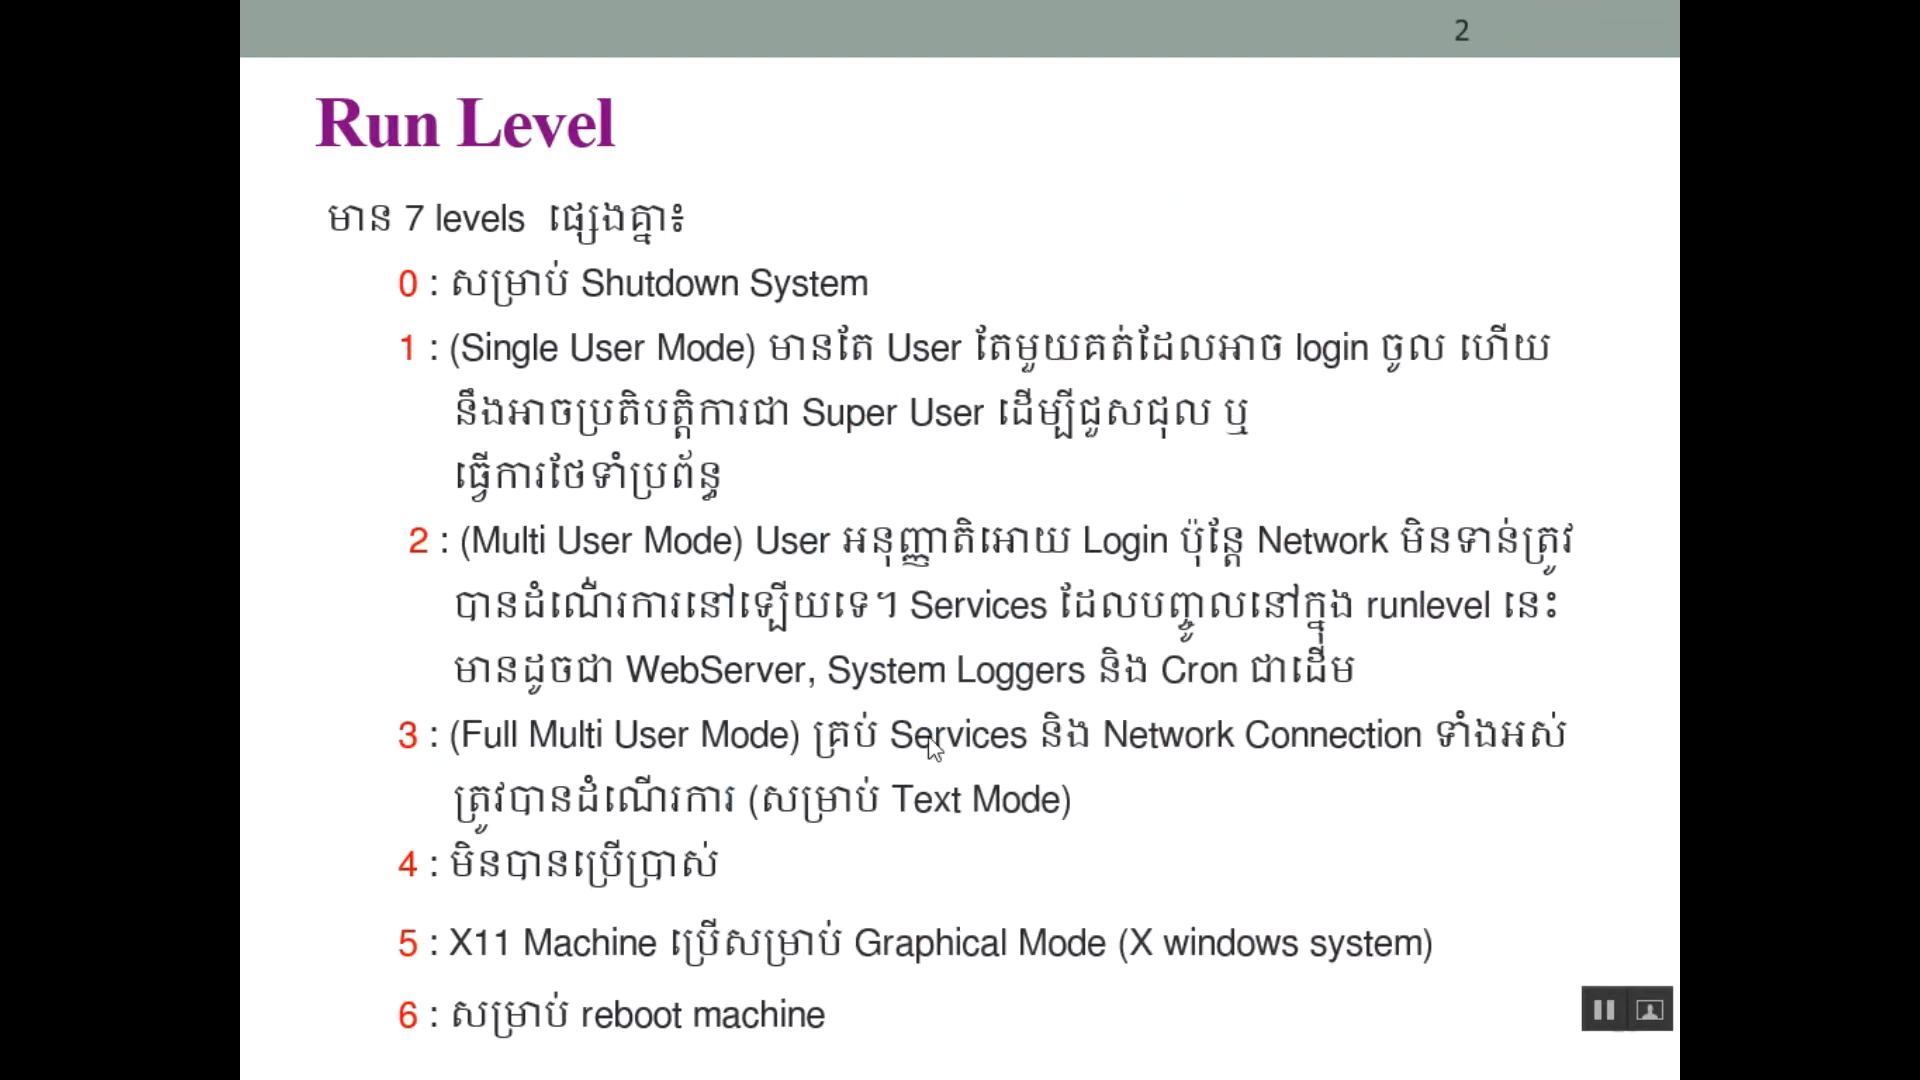 2
Run Level
មាន 7 levels ផ្សេងគ្នា៖
0 : សម្រាប់ Shutdown System
1 : (Single User Mode) មានតែ User តែមួយគត់ដែលអាច login ចូល ហើយ
នឹងអាចប្រតិបត្តិការជា Super User ដើម្បីជួសជុល ឬ
ធ្វើការថែទាំប្រព័ន្ធ
2 : (Multi User Mode) User អនុញ្ញាតិអោយ Login ប៉ុន្តែ Network មិនទាន់ត្រូវ
បានដំណើរការនៅឡើយទេ។ Services ដែលបញ្ចូលនៅក្នុង runlevel នេះ
មានដូចជា WebServer, System Loggers និង Cron ជាដើម
3 : (Full Multi User Mode) គ្រប់ Services និង Network Connection ទាំងអស់
ត្រូវបានដំណើរការ (សម្រាប់ Text Mode)
4 : មិនបានប្រើប្រាស់
5 : X11 Machine ប្រើសម្រាប់ Graphical Mode (X windows system)
6 : សម្រាប់ reboot machine